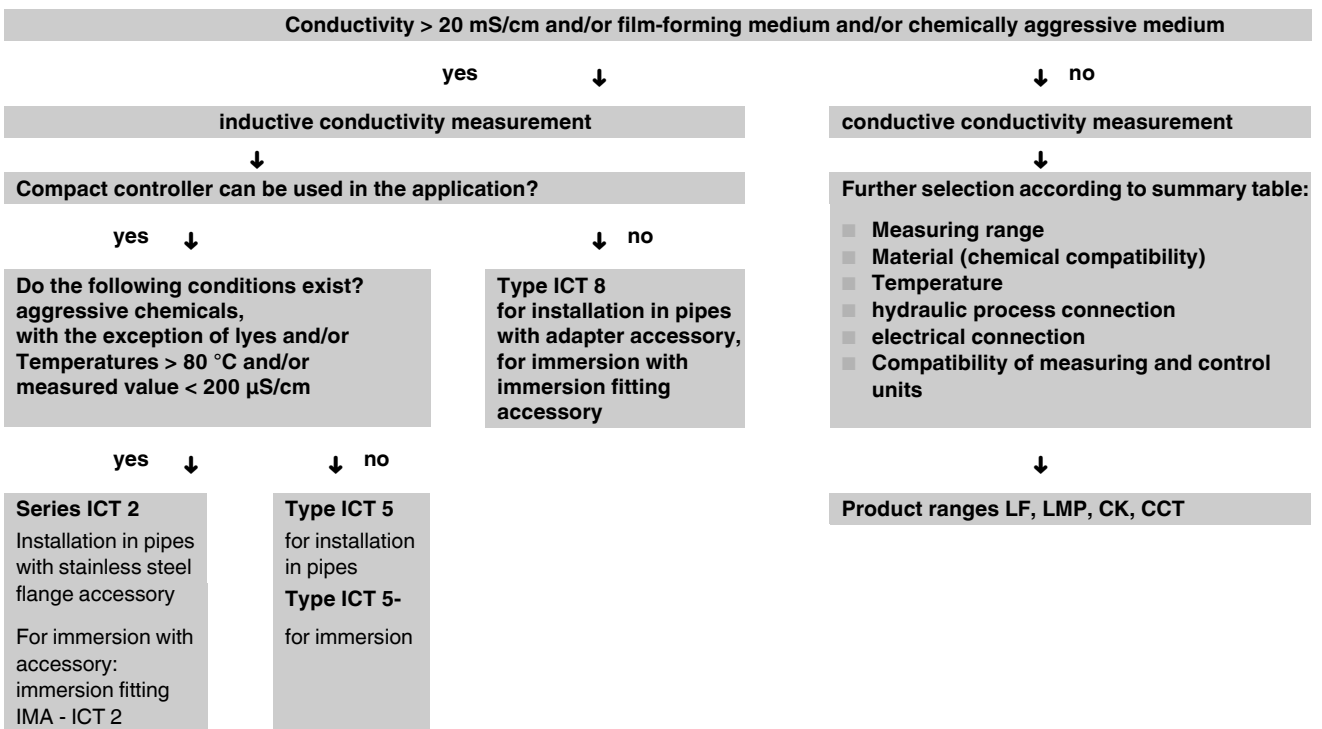 Conductivity > 20 mS/cm and/or film-forming medium and/or chemically aggressive medium
yes ↓
↓ no
inductive conductivity measurement
conductive conductivity measurement
↓
↓
Compact controller can be used in the application?
Further selection according to summary table:
■ Measuring range
■ Material (chemical compatibility)
■ Temperature
■ hydraulic process connection
■ electrical connection
■ Compatibility of measuring and control
units
yes ↓
↓ no
Do the following conditions exist?
aggressive chemicals,
with the exception of lyes and/or
Temperatures > 80 °C and/or
measured value < 200 µS/cm
Type ICT 8
for installation in pipes
with adapter accessory,
for immersion with
immersion fitting
accessory
yes ↓
↓ no
↓
Series ICT 2
Installation in pipes
with stainless steel
flange accessory
For immersion with
accessory:
immersion fitting
IMA - ICT 2
Type ICT 5
for installation
in pipes
Type ICT 5-
for immersion
Product ranges LF, LMP, CK, CCT